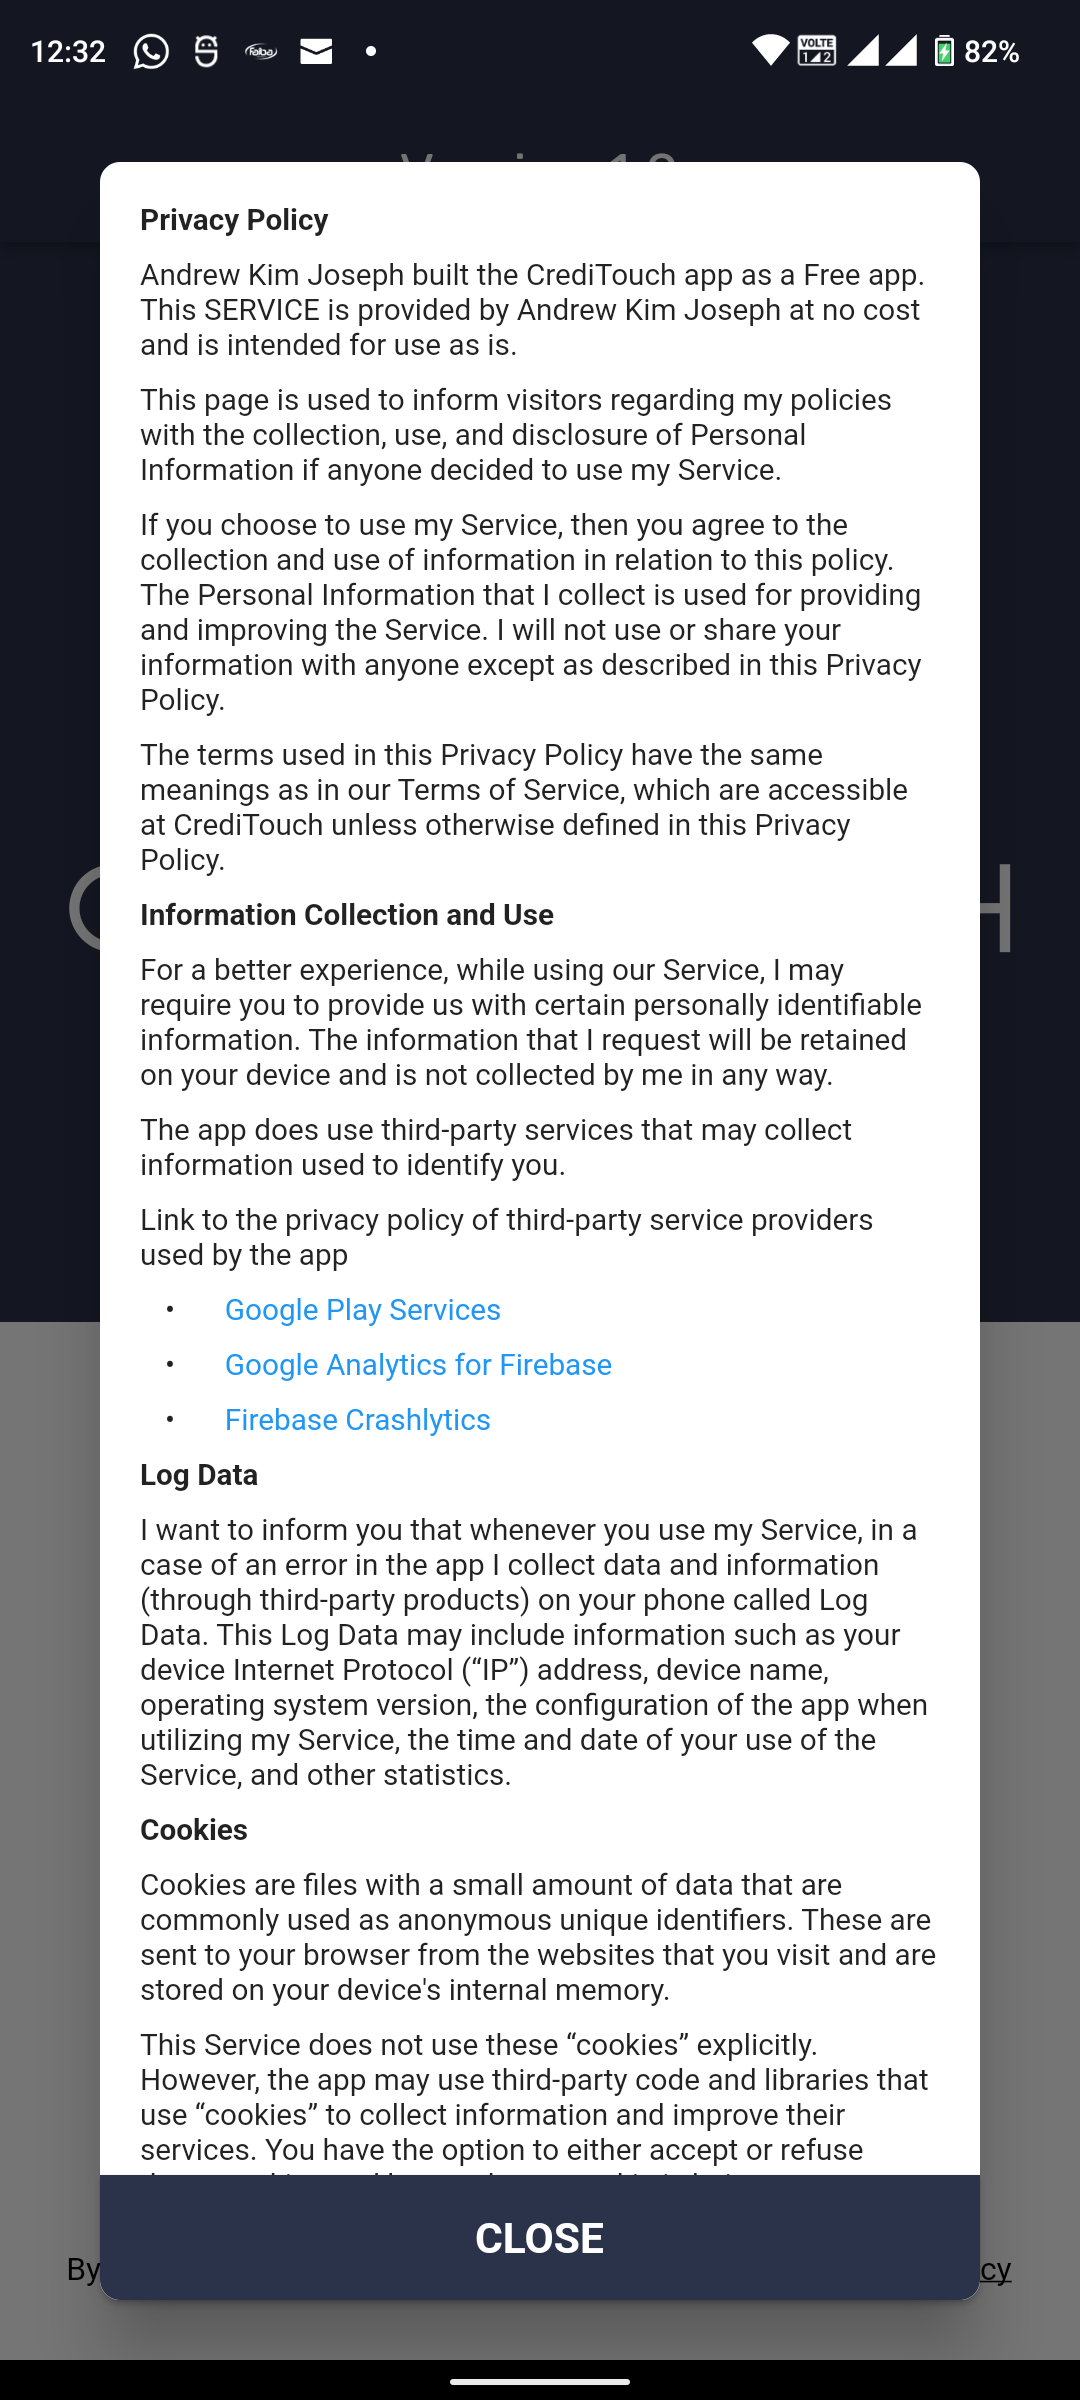 12:32
Faiba
VOLTE
1 2
82%
Privacy Policy
Andrew Kim Joseph built the CrediTouch app as a Free app.
This SERVICE is provided by Andrew Kim Joseph at no cost
and is intended for use as is.
This page is used to inform visitors regarding my policies
with the collection, use, and disclosure of Personal
Information if anyone decided to use my Service.
If you choose to use my Service, then you agree to the
collection and use of information in relation to this policy.
The Personal Information that I collect is used for providing
and improving the Service. I will not use or share your
information with anyone except as described in this Privacy
Policy.
The terms used in this Privacy Policy have the same
meanings as in our Terms of Service, which are accessible
at CrediTouch unless otherwise defined in this Privacy
Policy.
Information Collection and Use
For a better experience, while using our Service, I may
require you to provide us with certain personally identifiable
information. The information that I request will be retained
on your device and is not collected by me in any way.
The app does use third-party services that may collect
information used to identify you.
Link to the privacy policy of third-party service providers
used by the app
• Google Play Services
• Google Analytics for Firebase
• Firebase Crashlytics
Log Data
I want to inform you that whenever you use my Service, in a
case of an error in the app I collect data and information
(through third-party products) on your phone called Log
Data. This Log Data may include information such as your
device Internet Protocol (“IP”) address, device name,
operating system version, the configuration of the app when
utilizing my Service, the time and date of your use of the
Service, and other statistics.
Cookies
Cookies are files with a small amount of data that are
commonly used as anonymous unique identifiers. These are
sent to your browser from the websites that you visit and are
stored on your device's internal memory.
This Service does not use these “cookies” explicitly.
However, the app may use third-party code and libraries that
use “cookies” to collect information and improve their
services. You have the option to either accept or refuse
CLOSE
By
cy